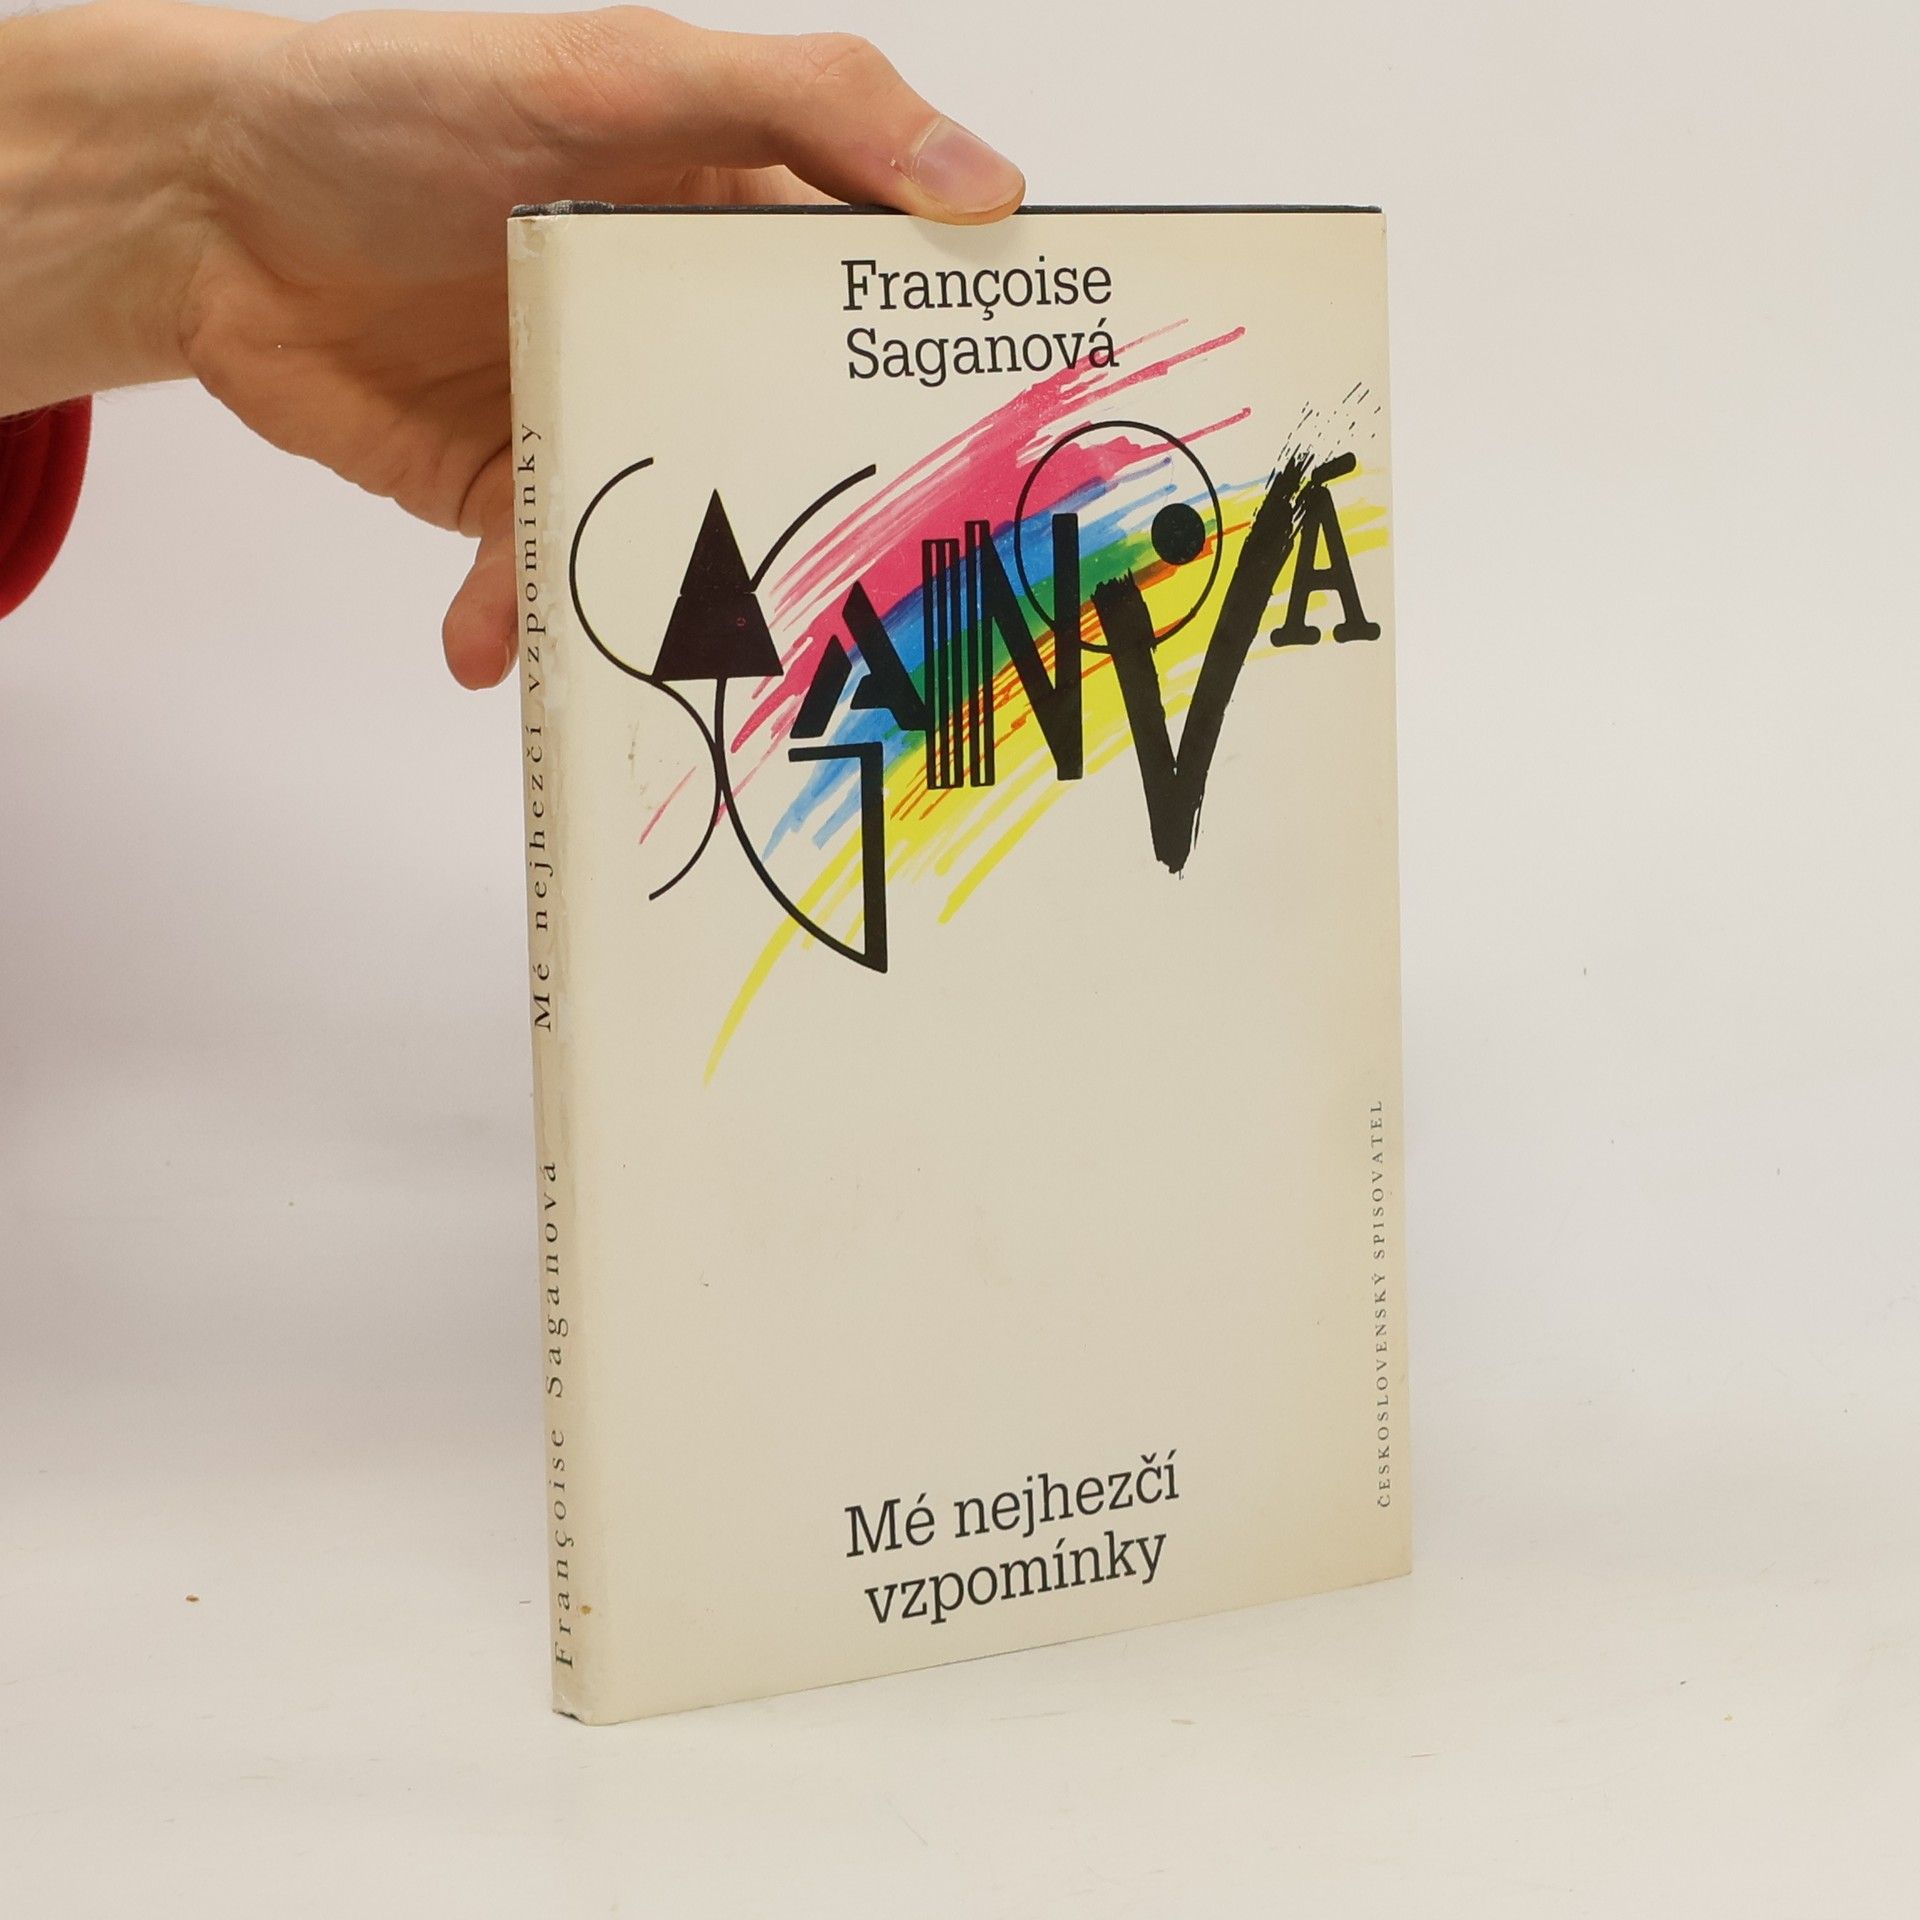 Françoise
Saganová
SAGANOVÁ
Mé nejhezčí
vzpomínky
ČESKOSLOVENSKÝ SPISOVATEL
Françoise Saganová Mé nejhezčí vzpomínky